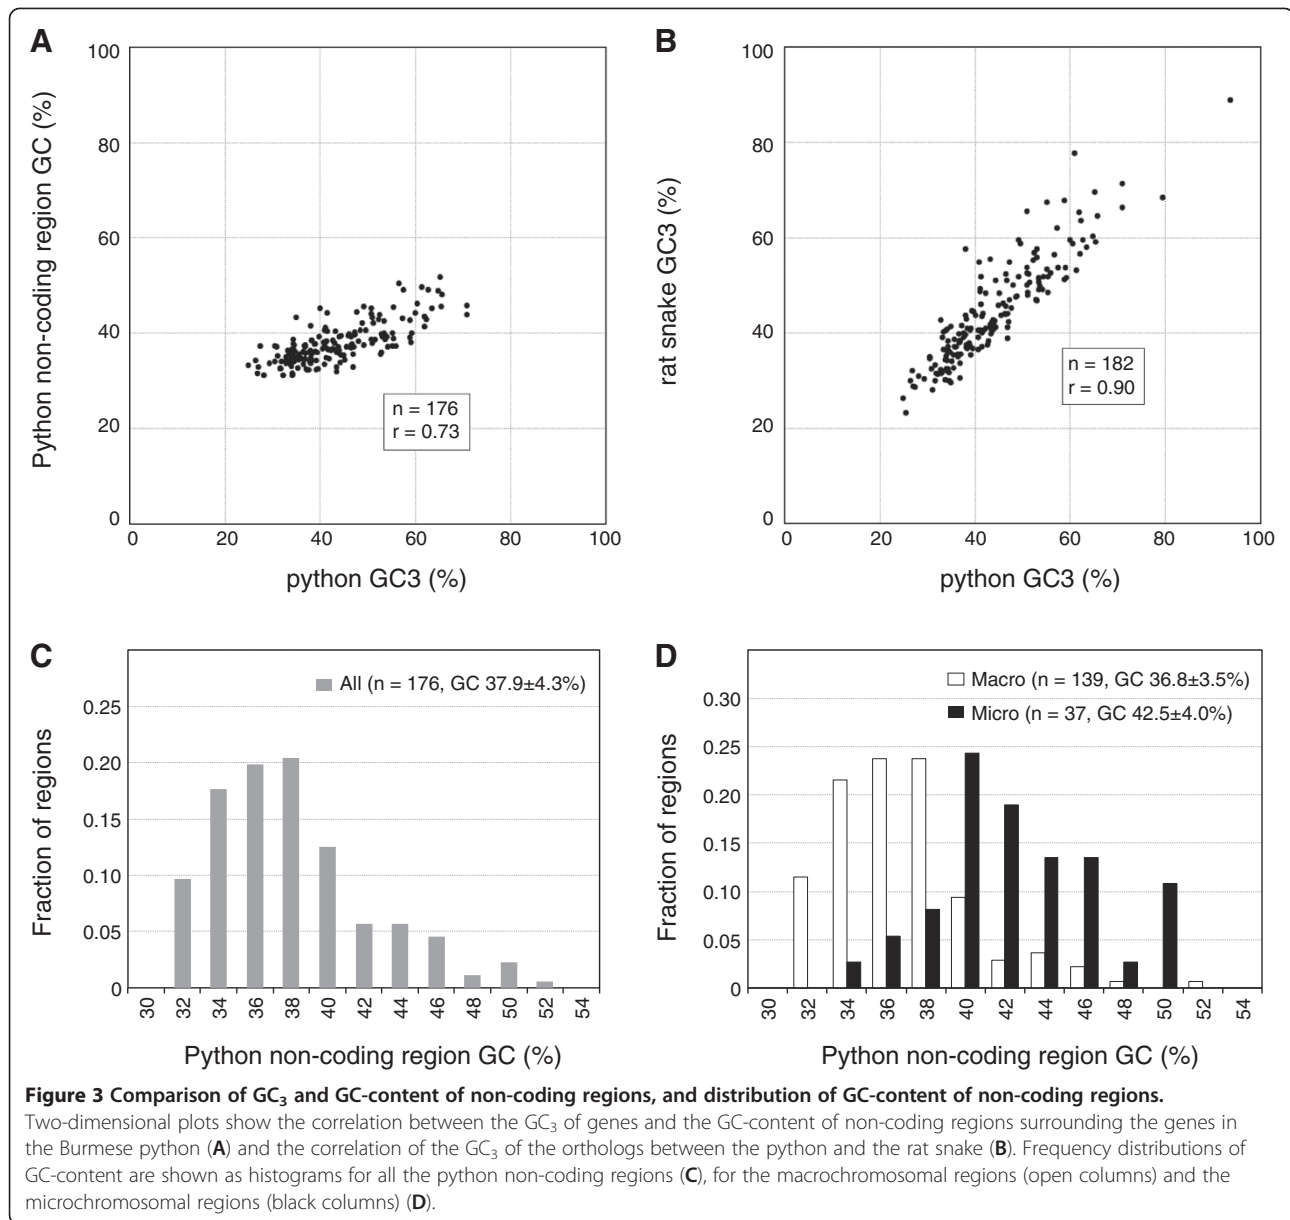 A
100
80
60
40
20
0
Python non-coding region GC (%)
n = 176
r = 0.73
0 20 40 60 80 100
python GC3 (%)
B
100
80
60
40
20
0
rat snake GC3 (%)
n = 182
r = 0.90
0 20 40 60 80 100
python GC3 (%)
C
All (n = 176, GC 37.9±4.3%)
0.25
0.20
0.15
0.10
0.05
0
Fraction of regions
30 32 34 36 38 40 42 44 46 48 50 52 54
Python non-coding region GC (%)
D
Macro (n = 139, GC 36.8±3.5%)
Micro (n = 37, GC 42.5±4.0%)
0.30
0.25
0.20
0.15
0.10
0.05
0
Fraction of regions
30 32 34 36 38 40 42 44 46 48 50 52 54
Python non-coding region GC (%)
Figure 3 Comparison of GC3 and GC-content of non-coding regions, and distribution of GC-content of non-coding regions.
Two-dimensional plots show the correlation between the GC3 of genes and the GC-content of non-coding regions surrounding the genes in
the Burmese python (A) and the correlation of the GC3 of the orthologs between the python and the rat snake (B). Frequency distributions of
GC-content are shown as histograms for all the python non-coding regions (C), for the macrochromosomal regions (open columns) and the
microchromosomal regions (black columns) (D).